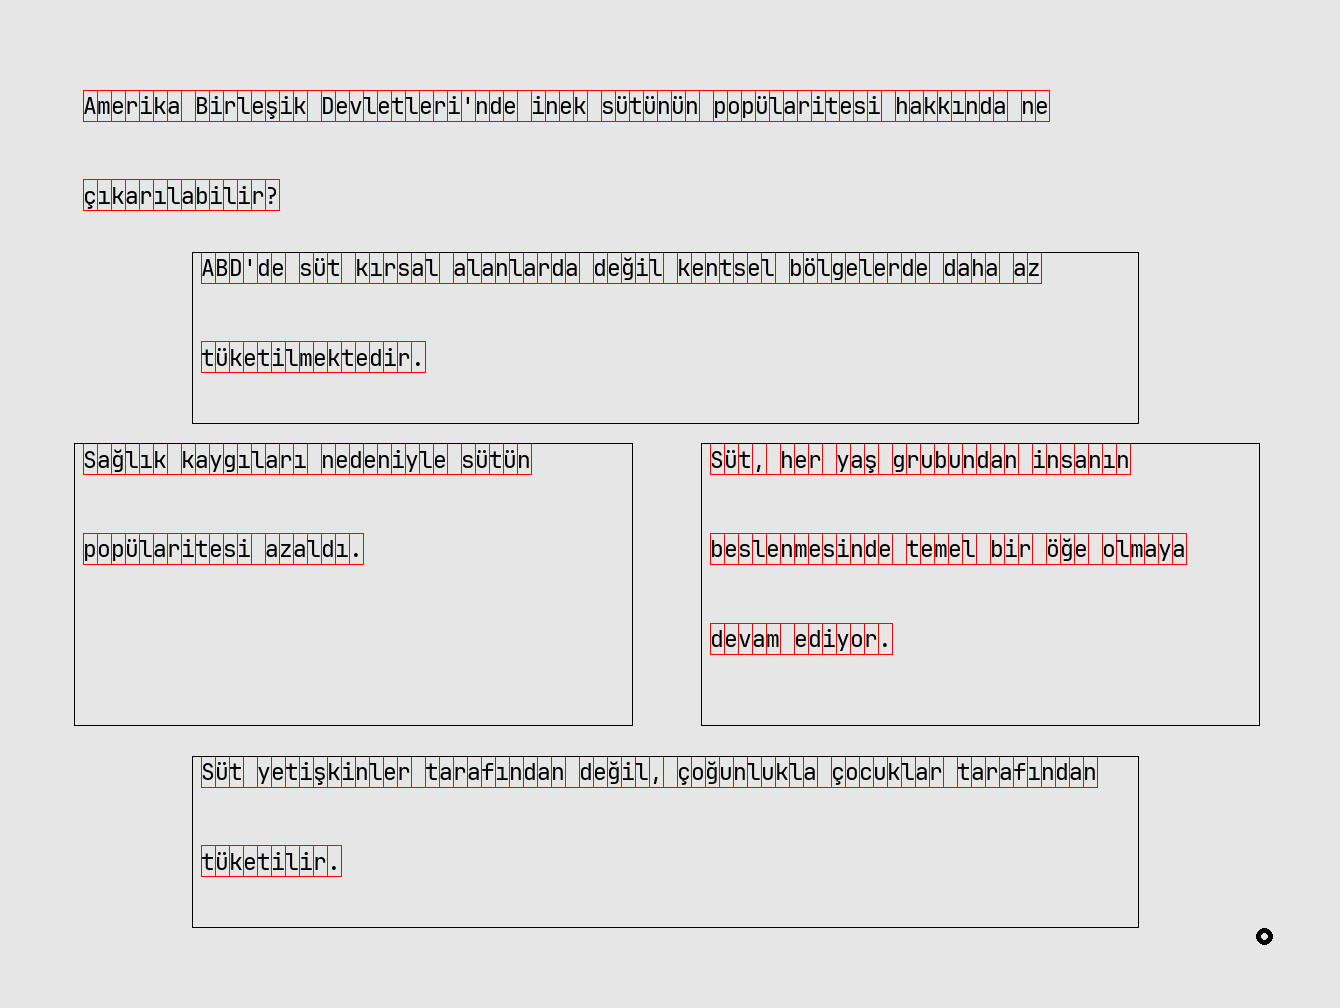 Amerika Birleşik Devletleri'nde inek sütünün popülaritesi hakkında ne
çıkarılabilir?
ABD'de süt kırsal alanlarda değil kentsel bölgelerde daha az
tüketilmektedir.
Sağlık kaygıları nedeniyle sütün
popülaritesi azaldı.
Süt, her yaş grubundan insanın
beslenmesinde temel bir öğe olmaya
devam ediyor.
Süt yetişkinler tarafından değil, çoğunlukla çocuklar tarafından
tüketilir.